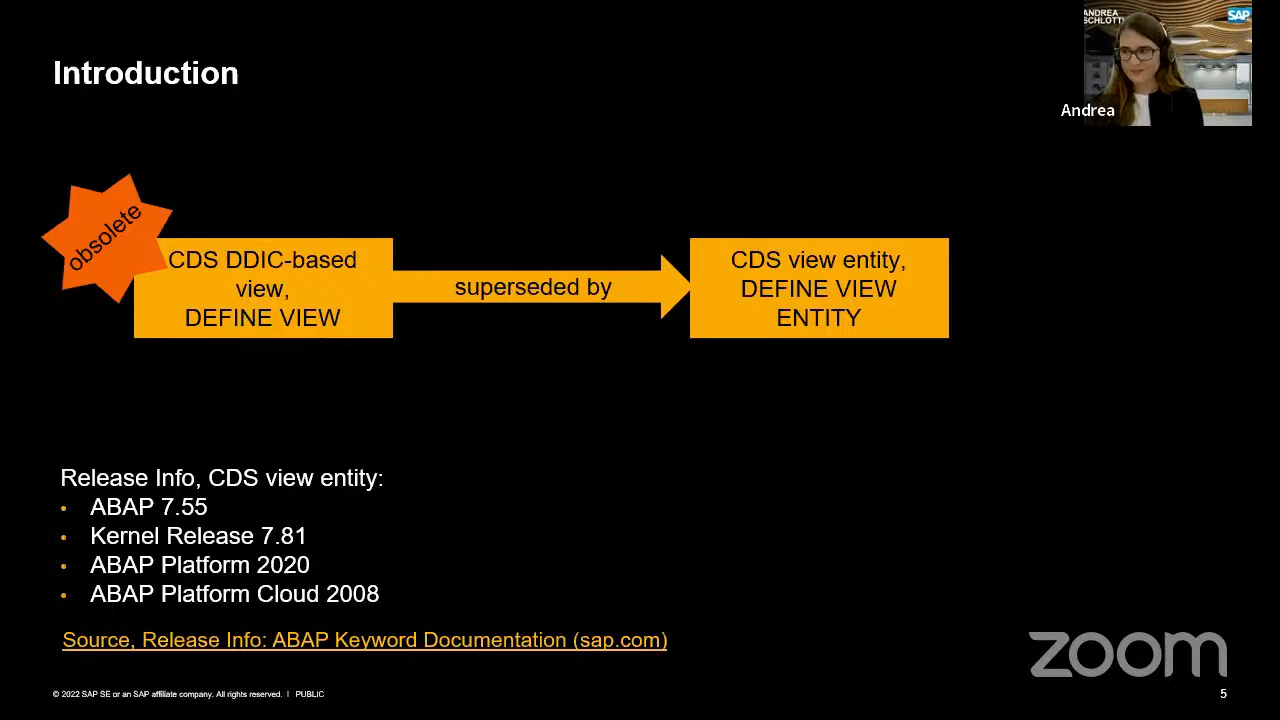 ANDREA
SCHLOTT
SAP
Introduction
Andrea
obsolete
CDS DDIC-based
view,
DEFINE VIEW
superseded by
CDS view entity,
DEFINE VIEW
ENTITY
Release Info, CDS view entity:
• ABAP 7.55
• Kernel Release 7.81
• ABAP Platform 2020
• ABAP Platform Cloud 2008
Source, Release Info: ABAP Keyword Documentation (sap.com)
zoom
© 2022 SAP SE or an SAP affiliate company. All rights reserved. I PUBLIC
5